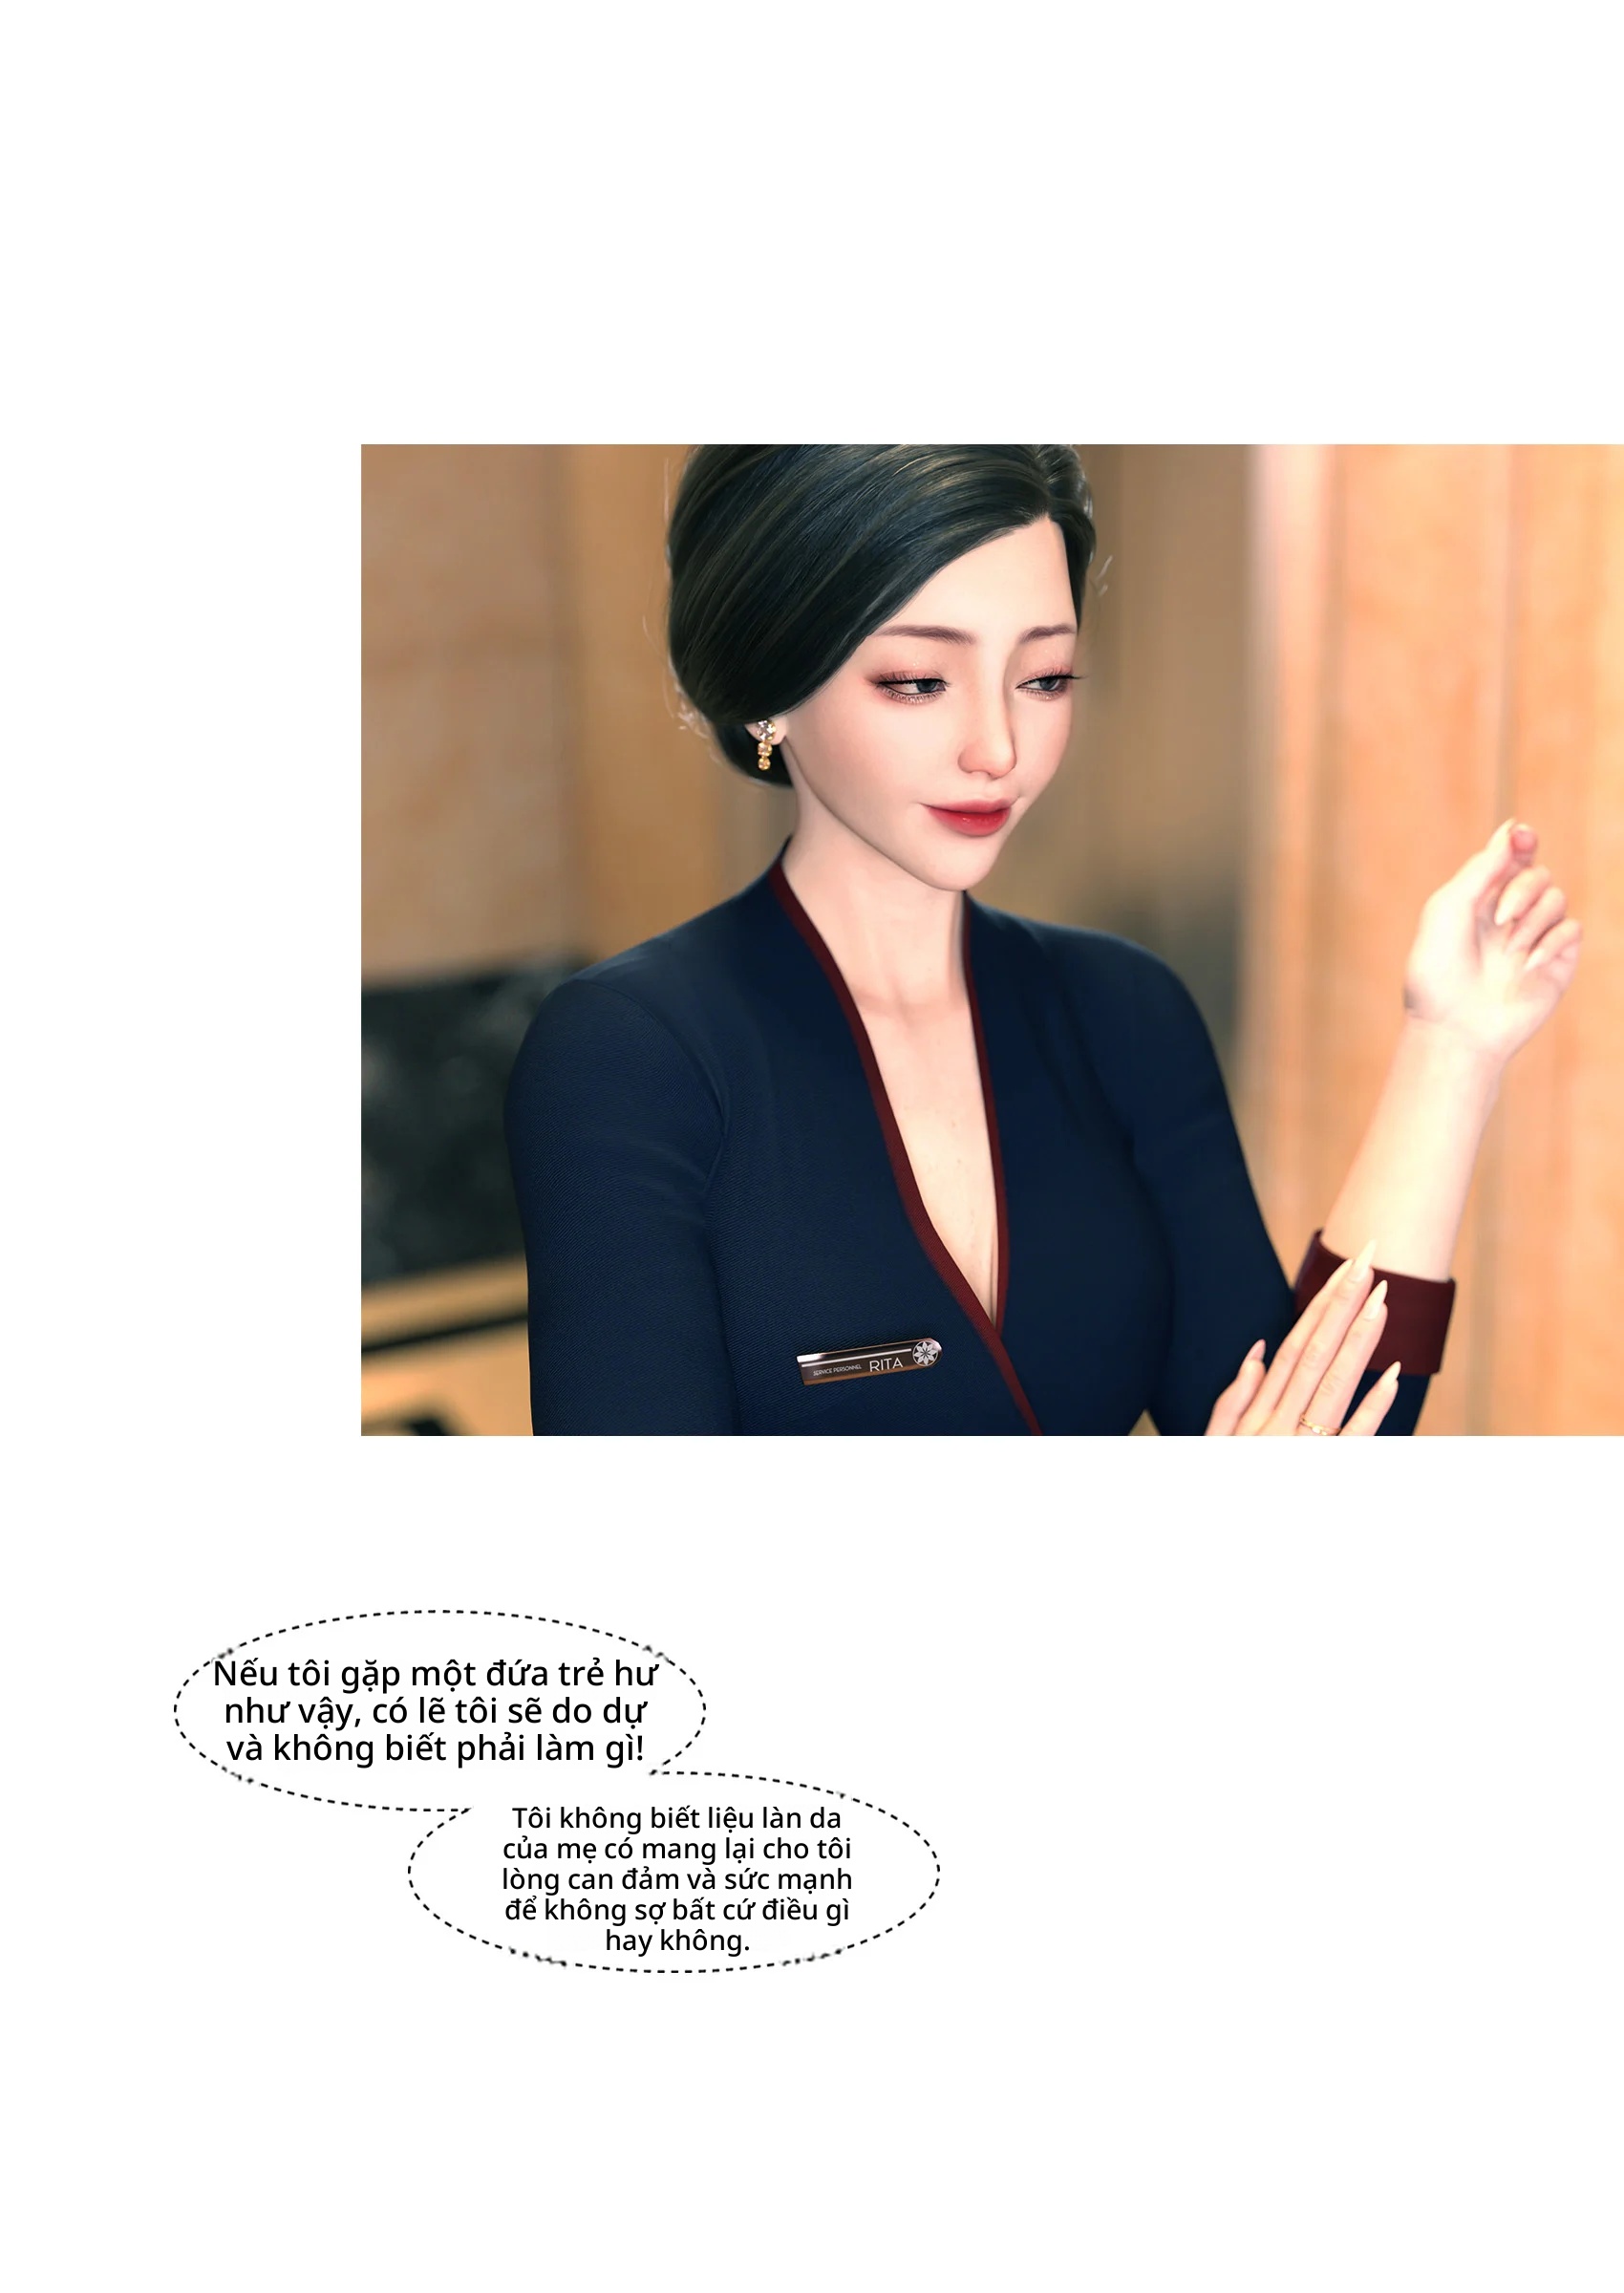 SERVICE PERSONNEL RITA
Nếu tôi gặp một đứa trẻ hư
như vậy, có lẽ tôi sẽ do dự
và không biết phải làm gì!
Tôi không biết liệu làn da
của mẹ có mang lại cho tôi
lòng can đảm và sức mạnh
để không sợ bất cứ điều gì
hay không.